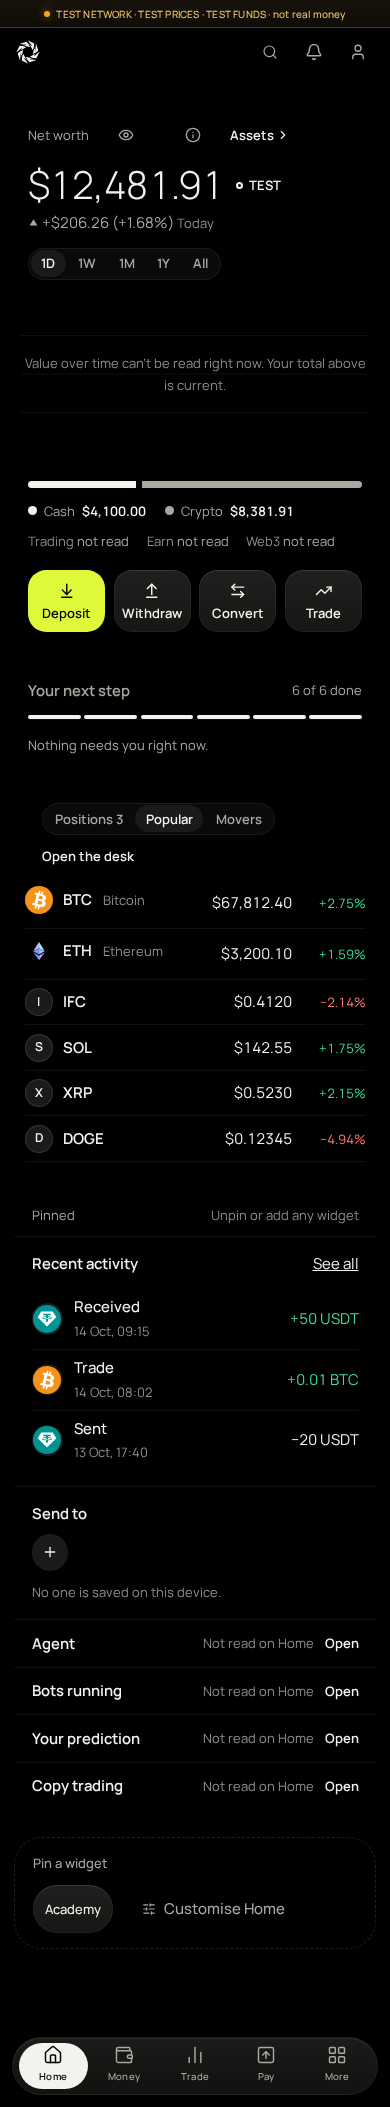 TEST NETWORK · TEST PRICES · TEST FUNDS · not real money
Net worth
Assets
$12,481.91
TEST
+$206.26 (+1.68%) Today
1D 1W 1M 1Y All
Value over time can't be read right now. Your total above
is current.
Cash $4,100.00 Crypto $8,381.91
Trading not read Earn not read Web3 not read
Deposit Withdraw Convert Trade
Your next step 6 of 6 done
Nothing needs you right now.
Positions 3 Popular Movers
Open the desk
BTC Bitcoin $67,812.40 +2.75%
ETH Ethereum $3,200.10 +1.59%
I IFC $0.4120 −2.14%
S SOL $142.55 +1.75%
X XRP $0.5230 +2.15%
D DOGE $0.12345 −4.94%
Pinned Unpin or add any widget
Recent activity See all
Received
14 Oct, 09:15
+50 USDT
Trade
14 Oct, 08:02
+0.01 BTC
Sent
13 Oct, 17:40
−20 USDT
Send to
No one is saved on this device.
Agent Not read on Home Open
Bots running Not read on Home Open
Your prediction Not read on Home Open
Copy trading Not read on Home Open
Pin a widget
Academy Customise Home
Home Money Trade Pay More